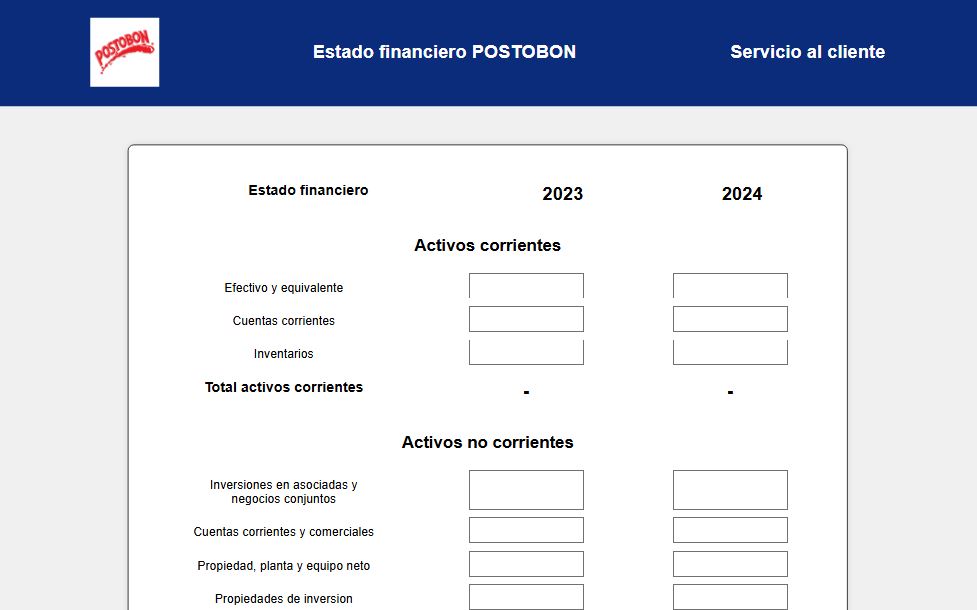 POSTOBON
Estado financiero POSTOBON
Servicio al cliente
Estado financiero 2023 2024
Activos corrientes
Efectivo y equivalente
Cuentas corrientes
Inventarios
Total activos corrientes - -
Activos no corrientes
Inversiones en asociadas y
negocios conjuntos
Cuentas corrientes y comerciales
Propiedad, planta y equipo neto
Propiedades de inversion